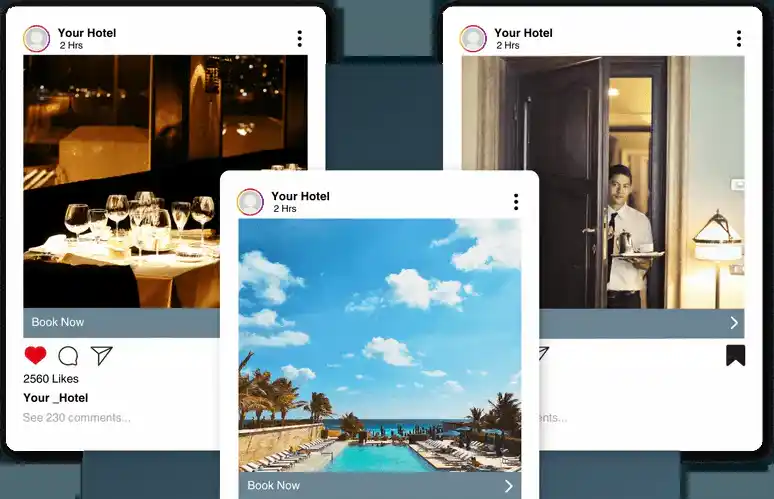 Your Hotel
2 Hrs
Book Now
2560 Likes
Your _Hotel
See 230 comments...
Your Hotel
2 Hrs
Book Now
Your Hotel
2 Hrs
ents...